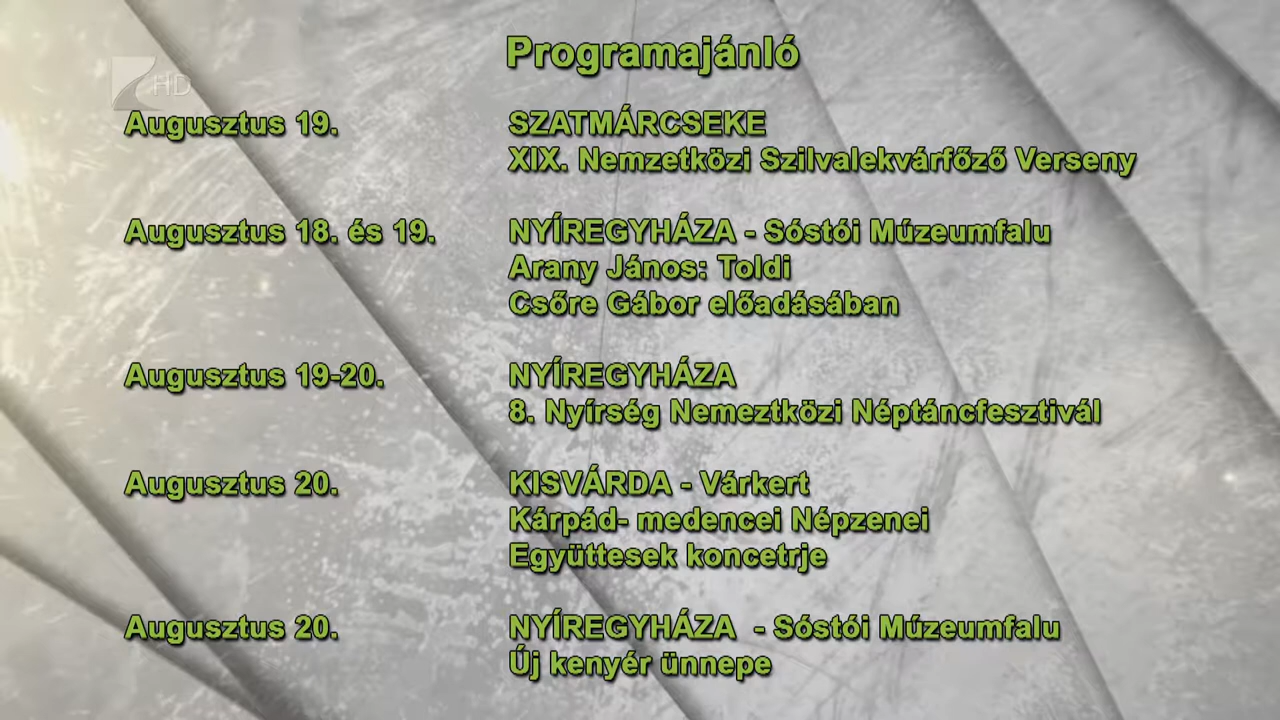 Programajánló
HD
Augusztus 19. SZATMÁRCSEKE
XIX. Nemzetközi Szilvalekvárfőző Verseny
Augusztus 18. és 19. NYÍREGYHÁZA - Sóstói Múzeumfalu
Arany János: Toldi
Csőre Gábor előadásában
Augusztus 19-20. NYÍREGYHÁZA
8. Nyírség Nemeztközi Néptáncfesztivál
Augusztus 20. KISVÁRDA - Várkert
Kárpád- medencei Népzenei
Együttesek koncetrje
Augusztus 20. NYÍREGYHÁZA - Sóstói Múzeumfalu
Új kenyér ünnepe